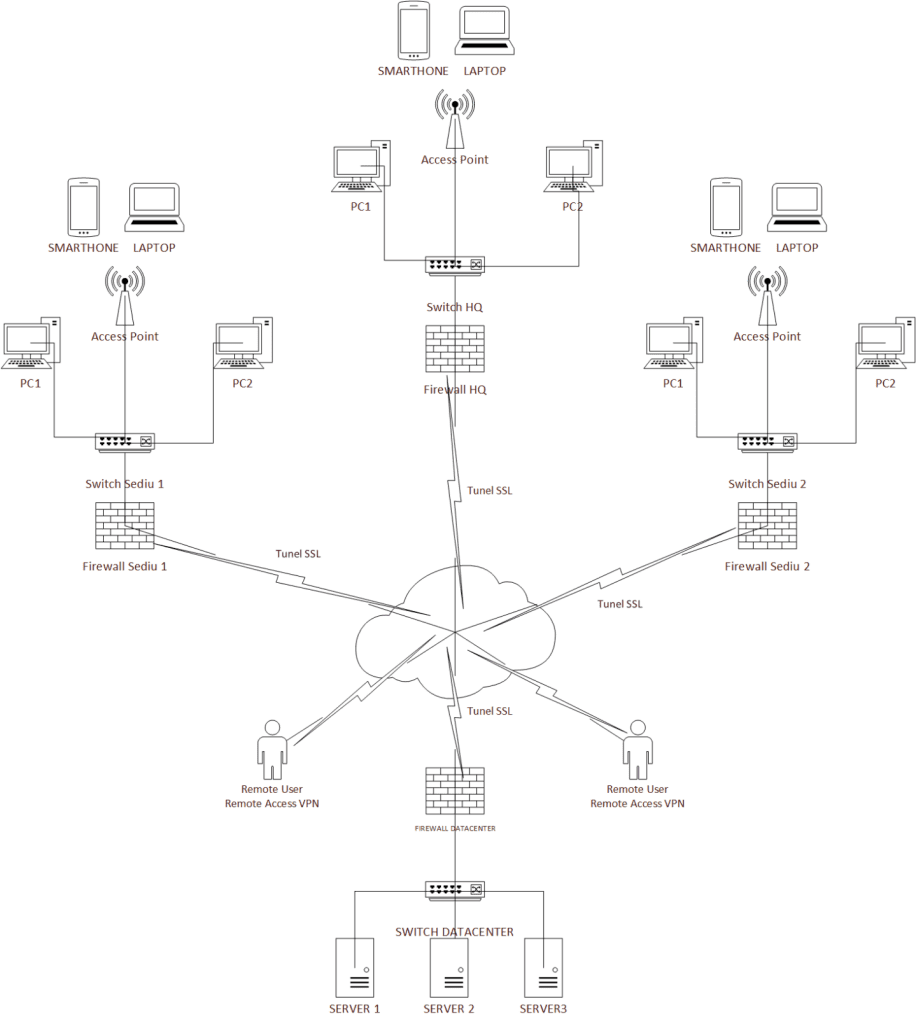 SMARTHONE LAPTOP
Access Point
PC1 PC2
Switch HQ
Firewall HQ
SMARTHONE LAPTOP
Access Point
PC1 PC2
Switch Sediu 1
Firewall Sediu 1
SMARTHONE LAPTOP
Access Point
PC1 PC2
Switch Sediu 2
Firewall Sediu 2
Tunel SSL
Tunel SSL
Tunel SSL
Tunel SSL
Remote User
Remote Access VPN
Remote User
Remote Access VPN
FIREWALL DATACENTER
SWITCH DATACENTER
SERVER 1 SERVER 2 SERVER3